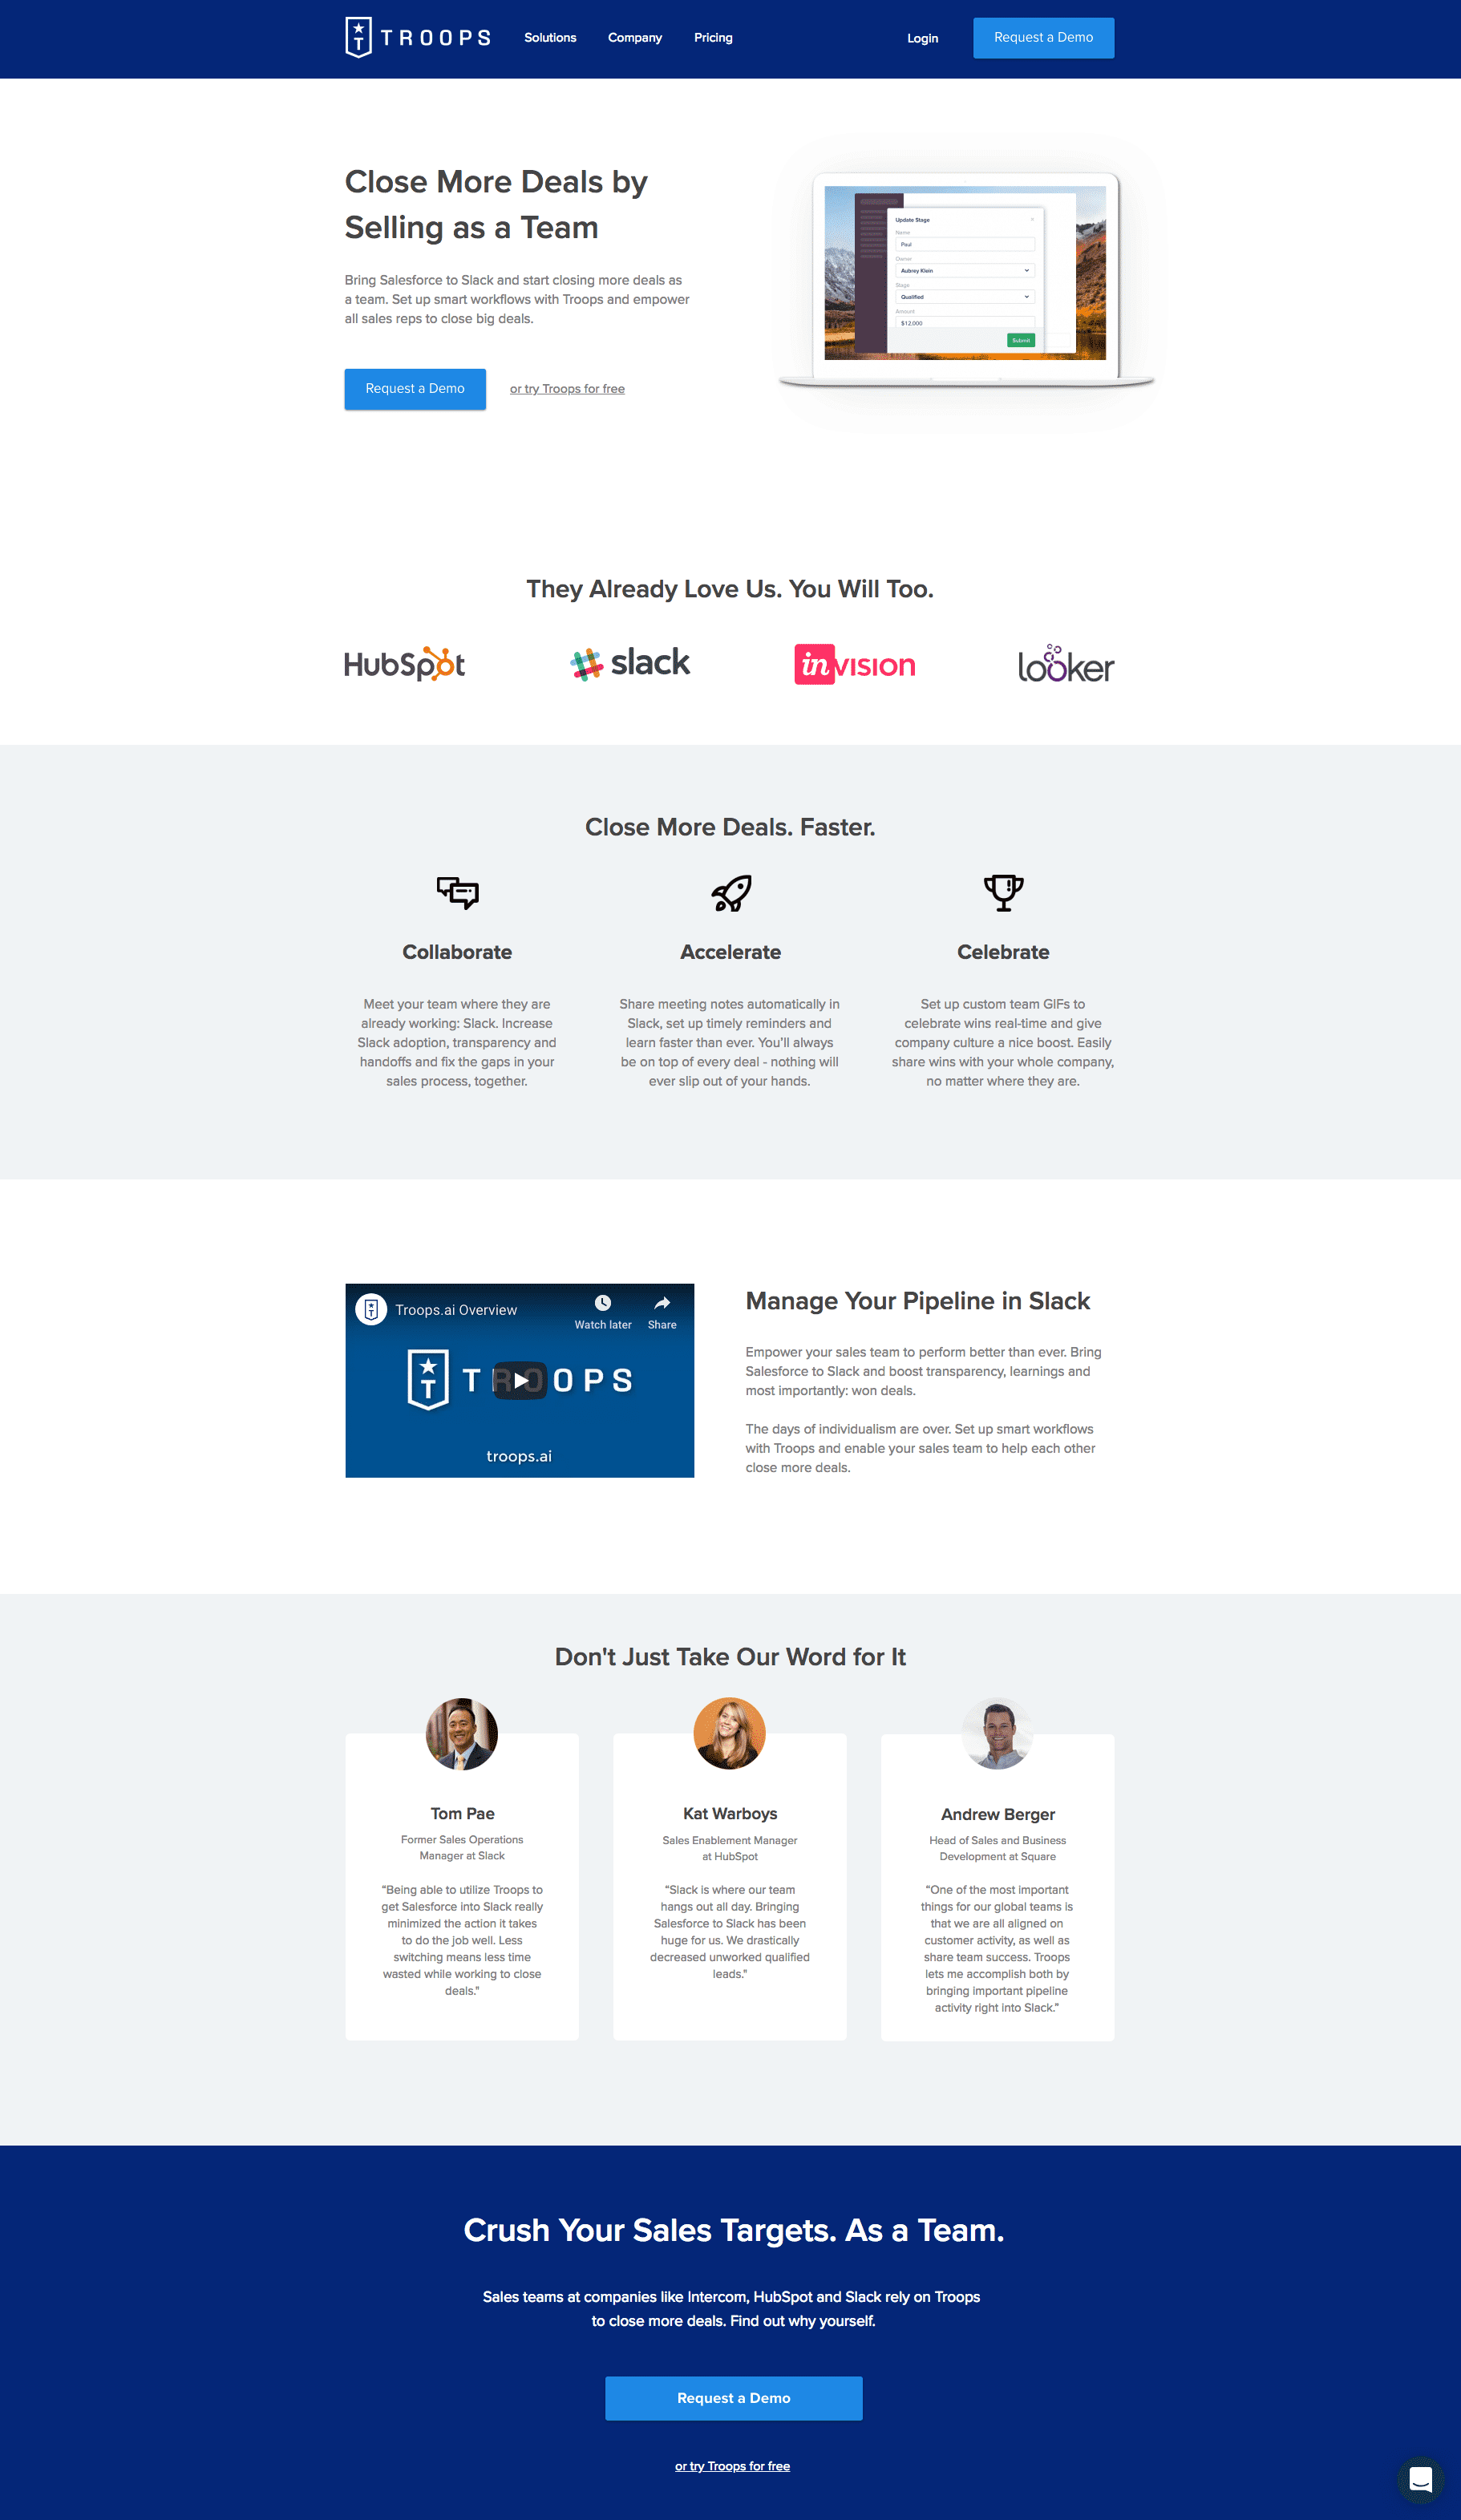 TROOPS
Solutions
Company
Pricing
Login
Request a Demo
Close More Deals by
Selling as a Team
Bring Salesforce to Slack and start closing more deals as
a team. Set up smart workflows with Troops and empower
all sales reps to close big deals.
Request a Demo
or try Troops for free
Update Stage
Name
Paul
Owner
Aubrey Klein
Stage
Qualified
Amount
$12,000
Submit
They Already Love Us. You Will Too.
HubSpot
slack
invision
looker
Close More Deals. Faster.
Collaborate
Meet your team where they are
already working: Slack. Increase
Slack adoption, transparency and
handoffs and fix the gaps in your
sales process, together.
Accelerate
Share meeting notes automatically in
Slack, set up timely reminders and
learn faster than ever. You'll always
be on top of every deal - nothing will
ever slip out of your hands.
Celebrate
Set up custom team GIFs to
celebrate wins real-time and give
company culture a nice boost. Easily
share wins with your whole company,
no matter where they are.
Troops.ai Overview
Watch later
Share
TROOPS
troops.ai
Manage Your Pipeline in Slack
Empower your sales team to perform better than ever. Bring
Salesforce to Slack and boost transparency, learnings and
most importantly: won deals.
The days of individualism are over. Set up smart workflows
with Troops and enable your sales team to help each other
close more deals.
Don't Just Take Our Word for It
Tom Pae
Former Sales Operations
Manager at Slack
“Being able to utilize Troops to
get Salesforce into Slack really
minimized the action it takes
to do the job well. Less
switching means less time
wasted while working to close
deals."
Kat Warboys
Sales Enablement Manager
at HubSpot
“Slack is where our team
hangs out all day. Bringing
Salesforce to Slack has been
huge for us. We drastically
decreased unworked qualified
leads."
Andrew Berger
Head of Sales and Business
Development at Square
“One of the most important
things for our global teams is
that we are all aligned on
customer activity, as well as
share team success. Troops
lets me accomplish both by
bringing important pipeline
activity right into Slack.”
Crush Your Sales Targets. As a Team.
Sales teams at companies like Intercom, HubSpot and Slack rely on Troops
to close more deals. Find out why yourself.
Request a Demo
or try Troops for free